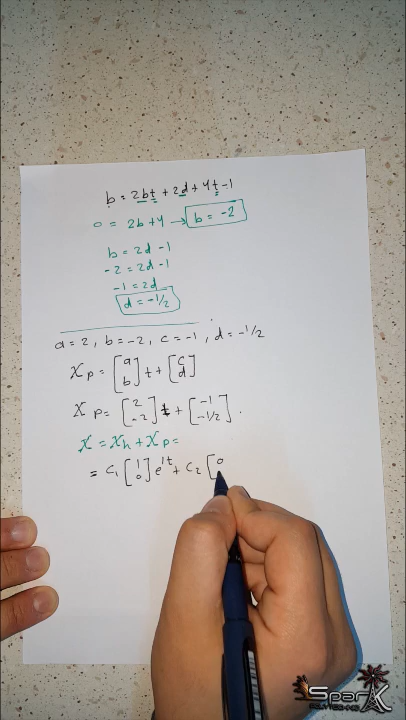 b = 2bt + 2d + 4t - 1
0 = 2b + 4 → b = -2
b = 2d - 1
-2 = 2d - 1
-1 = 2d
d = -1/2
a = 2, b = -2, c = -1, d = -1/2
Xp = [a b] t + [c d]
Xp = [2 -2] t + [-1 -1/2].
X = Xh + Xp =
= c₁ [1 0] e^1t + c₂ [0
Spark